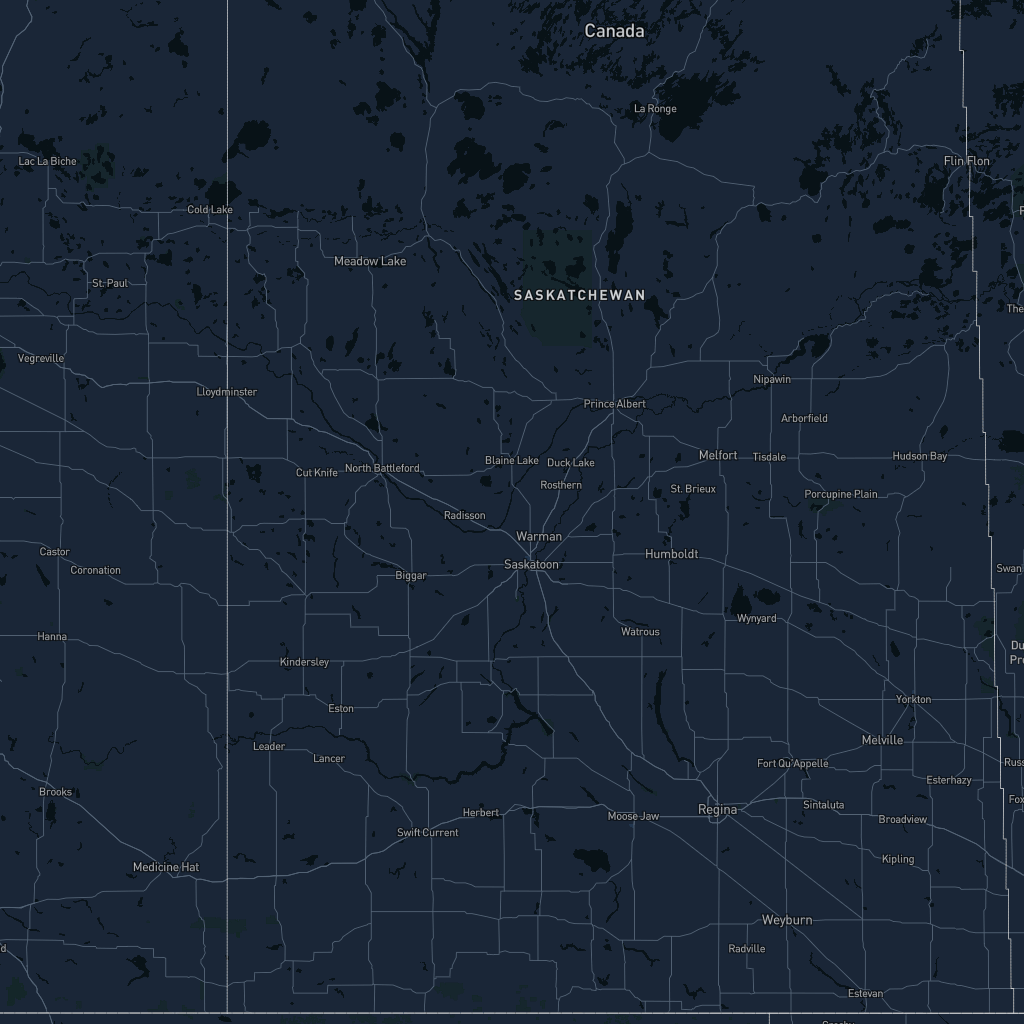 Canada
La Ronge
Lac La Biche
Flin Flon
Cold Lake
Meadow Lake
St. Paul
SASKATCHEWAN
The
Vegreville
Nipawin
Lloydminster
Prince Albert
Arborfield
Melfort
Tisdale
Hudson Bay
Blaine Lake
Duck Lake
Cut Knife
North Battleford
Rosthern
St. Brieux
Porcupine Plain
Radisson
Warman
Castor
Humboldt
Saskatoon
Coronation
Biggar
Swan
Wynyard
Hanna
Watrous
Du
Pr
Kindersley
Yorkton
Eston
Melville
Leader
Lancer
Fort Qu'Appelle
Russ
Esterhazy
Brooks
Fox
Sintaluta
Regina
Herbert
Moose Jaw
Broadview
Swift Current
Kipling
Medicine Hat
Weyburn
Radville
Estevan